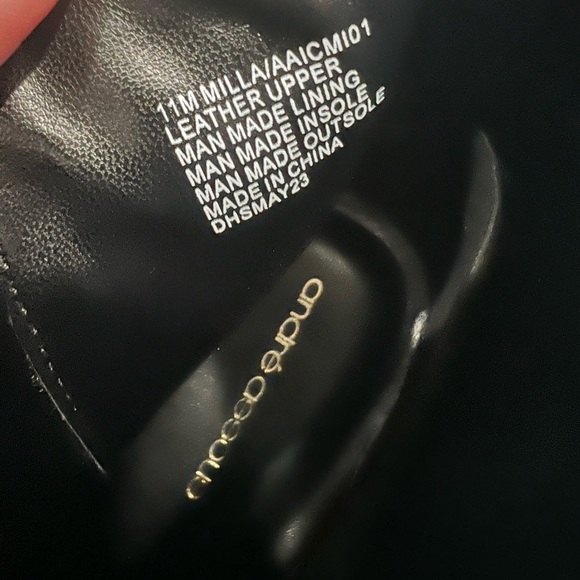 11M MILLA/AAICMI01
LEATHER UPPER
MAN MADE LINING
MAN MADE INSOLE
MAN MADE OUTSOLE
MADE IN CHINA
DHSMAY23
andré assous